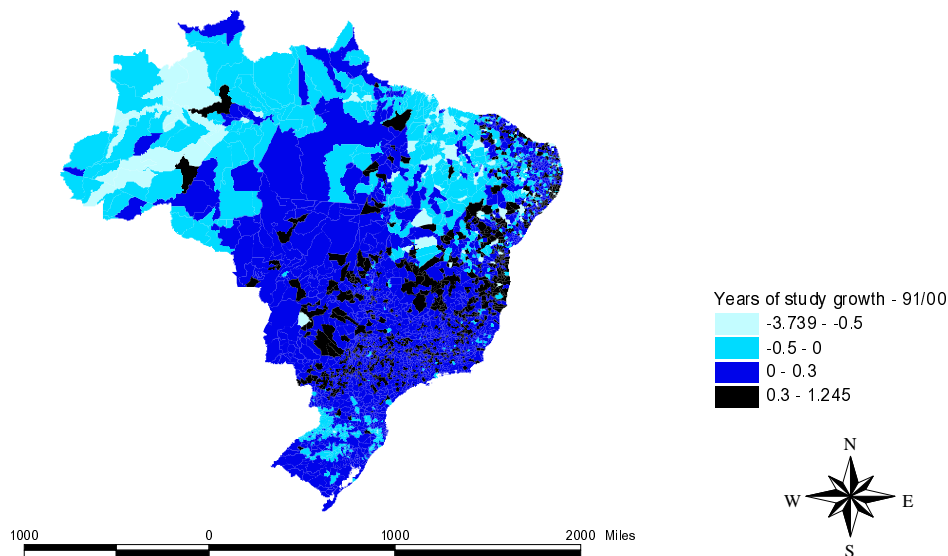 Years of study growth - 91/00
-3.739 - -0.5
-0.5 - 0
0 - 0.3
0.3 - 1.245
N
W E
S
1000 0 1000 2000 Miles